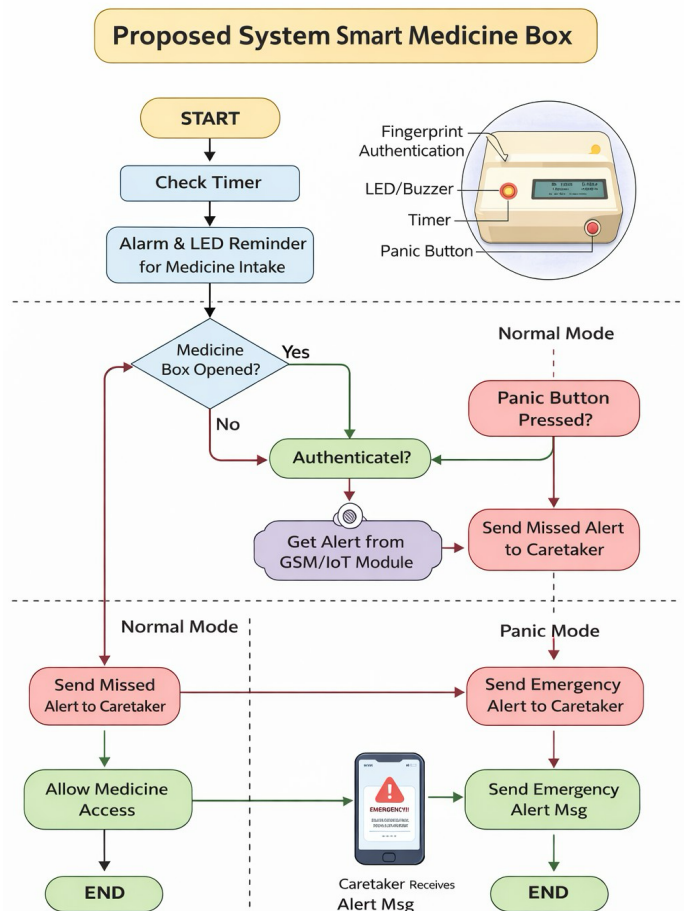 Proposed System Smart Medicine Box
START
Check Timer
Alarm & LED Reminder
for Medicine Intake
Fingerprint
Authentication
LED/Buzzer
Timer
Panic Button
Medicine
Box Opened?
Yes
No
Normal Mode
Panic Button
Pressed?
Authenticatel?
Get Alert from
GSM/IoT Module
Send Missed Alert
to Caretaker
Normal Mode
Panic Mode
Send Missed
Alert to Caretaker
Send Emergency
Alert to Caretaker
Allow Medicine
Access
EMERGENCY!!
Send Emergency
Alert Msg
Caretaker Receives
Alert Msg
END
END